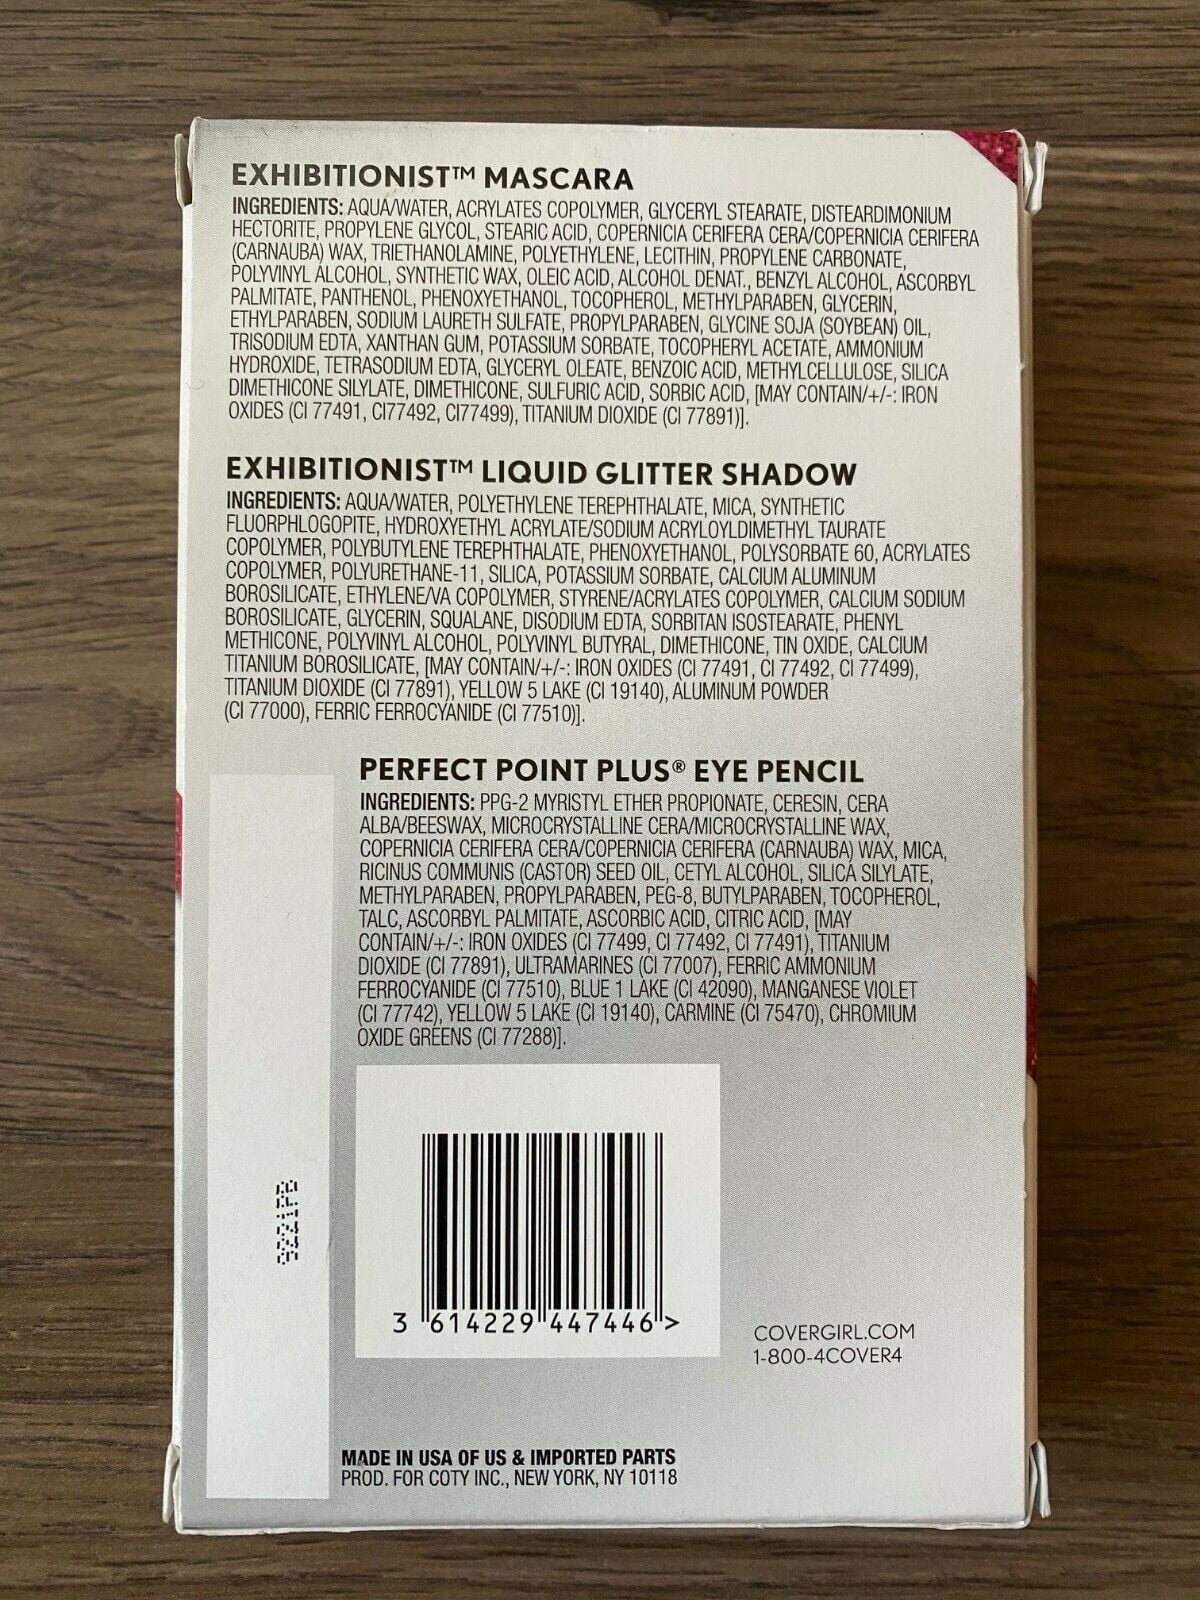 EXHIBITIONIST™ MASCARA
INGREDIENTS: AQUA/WATER, ACRYLATES COPOLYMER, GLYCERYL STEARATE, DISTEARDIMONIUM
HECTORITE, PROPYLENE GLYCOL, STEARIC ACID, COPERNICIA CERIFERA CERA/COPERNICIA CERIFERA
(CARNAUBA) WAX, TRIETHANOLAMINE, POLYETHYLENE, LECITHIN, PROPYLENE CARBONATE,
POLYVINYL ALCOHOL, SYNTHETIC WAX, OLEIC ACID, ALCOHOL DENAT., BENZYL ALCOHOL, ASCORBYL
PALMITATE, PANTHENOL, PHENOXYETHANOL, TOCOPHEROL, METHYLPARABEN, GLYCERIN,
ETHYLPARABEN, SODIUM LAURETH SULFATE, PROPYLPARABEN, GLYCINE SOJA (SOYBEAN) OIL,
TRISODIUM EDTA, XANTHAN GUM, POTASSIUM SORBATE, TOCOPHERYL ACETATE, AMMONIUM
HYDROXIDE, TETRASODIUM EDTA, GLYCERYL OLEATE, BENZOIC ACID, METHYLCELLULOSE, SILICA
DIMETHICONE SILYLATE, DIMETHICONE, SULFURIC ACID, SORBIC ACID, [MAY CONTAIN/+/-: IRON
OXIDES (CI 77491, CI77492, CI77499), TITANIUM DIOXIDE (CI 77891)].
EXHIBITIONIST™ LIQUID GLITTER SHADOW
INGREDIENTS: AQUA/WATER, POLYETHYLENE TEREPHTHALATE, MICA, SYNTHETIC
FLUORPHLOGOPITE, HYDROXYETHYL ACRYLATE/SODIUM ACRYLOYLDIMETHYL TAURATE
COPOLYMER, POLYBUTYLENE TEREPHTHALATE, PHENOXYETHANOL, POLYSORBATE 60, ACRYLATES
COPOLYMER, POLYURETHANE-11, SILICA, POTASSIUM SORBATE, CALCIUM ALUMINUM
BOROSILICATE, ETHYLENE/VA COPOLYMER, STYRENE/ACRYLATES COPOLYMER, CALCIUM SODIUM
BOROSILICATE, GLYCERIN, SQUALANE, DISODIUM EDTA, SORBITAN ISOSTEARATE, PHENYL
METHICONE, POLYVINYL ALCOHOL, POLYVINYL BUTYRAL, DIMETHICONE, TIN OXIDE, CALCIUM
TITANIUM BOROSILICATE, [MAY CONTAIN/+/-: IRON OXIDES (CI 77491, CI 77492, CI 77499),
TITANIUM DIOXIDE (CI 77891), YELLOW 5 LAKE (CI 19140), ALUMINUM POWDER
(CI 77000), FERRIC FERROCYANIDE (CI 77510)].
PERFECT POINT PLUS® EYE PENCIL
INGREDIENTS: PPG-2 MYRISTYL ETHER PROPIONATE, CERESIN, CERA
ALBA/BEESWAX, MICROCRYSTALLINE CERA/MICROCRYSTALLINE WAX,
COPERNICIA CERIFERA CERA/COPERNICIA CERIFERA (CARNAUBA) WAX, MICA,
RICINUS COMMUNIS (CASTOR) SEED OIL, CETYL ALCOHOL, SILICA SILYLATE,
METHYLPARABEN, PROPYLPARABEN, PEG-8, BUTYLPARABEN, TOCOPHEROL,
TALC, ASCORBYL PALMITATE, ASCORBIC ACID, CITRIC ACID, [MAY
CONTAIN/+/-: IRON OXIDES (CI 77499, CI 77492, CI 77491), TITANIUM
DIOXIDE (CI 77891), ULTRAMARINES (CI 77007), FERRIC AMMONIUM
FERROCYANIDE (CI 77510), BLUE 1 LAKE (CI 42090), MANGANESE VIOLET
(CI 77742), YELLOW 5 LAKE (CI 19140), CARMINE (CI 75470), CHROMIUM
OXIDE GREENS (CI 77288)].
3 614229 447446 >
COVERGIRL.COM
1-800-4COVER4
MADE IN USA OF US & IMPORTED PARTS
PROD. FOR COTY INC., NEW YORK, NY 10118